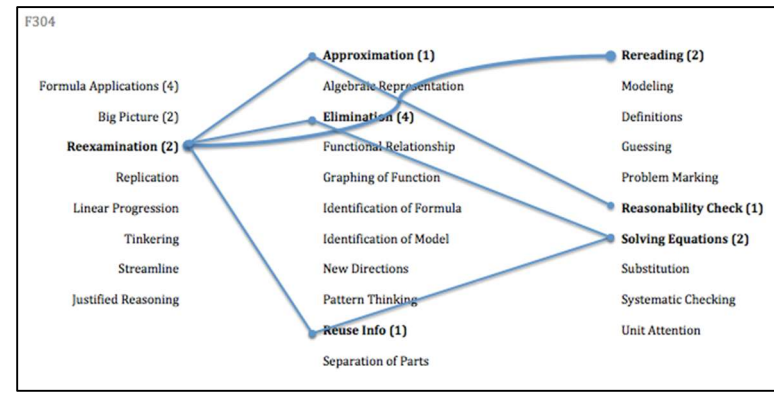 F304
Formula Applications (4)
Big Picture (2)
Reexamination (2)
Replication
Linear Progression
Tinkering
Streamline
Justified Reasoning
Approximation (1)
Algebraic Representation
Elimination (4)
Functional Relationship
Graphing of Function
Identification of Formula
Identification of Model
New Directions
Pattern Thinking
Reuse Info (1)
Separation of Parts
Rereading (2)
Modeling
Definitions
Guessing
Problem Marking
Reasonability Check (1)
Solving Equations (2)
Substitution
Systematic Checking
Unit Attention